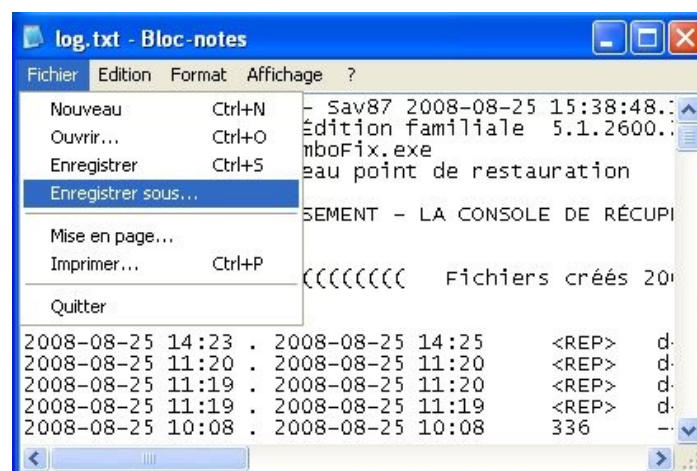 log.txt - Bloc-notes
Fichier Edition Format Affichage ?
Nouveau Ctrl+N
Ouvrir... Ctrl+O
Enregistrer Ctrl+S
Enregistrer sous...
Mise en page...
Imprimer... Ctrl+P
Quitter
- Sav87 2008-08-25 15:38:48.
Édition familiale 5.1.2600.
mboFix.exe
eau point de restauration
SEMENT - LA CONSOLE DE RÉCUP
(((((((( Fichiers créés 20
2008-08-25 14:23 . 2008-08-25 14:25 <REP> d-
2008-08-25 11:20 . 2008-08-25 11:20 <REP> d-
2008-08-25 11:19 . 2008-08-25 11:20 <REP> d-
2008-08-25 11:19 . 2008-08-25 11:19 <REP> d-
2008-08-25 10:08 . 2008-08-25 10:08 336 --